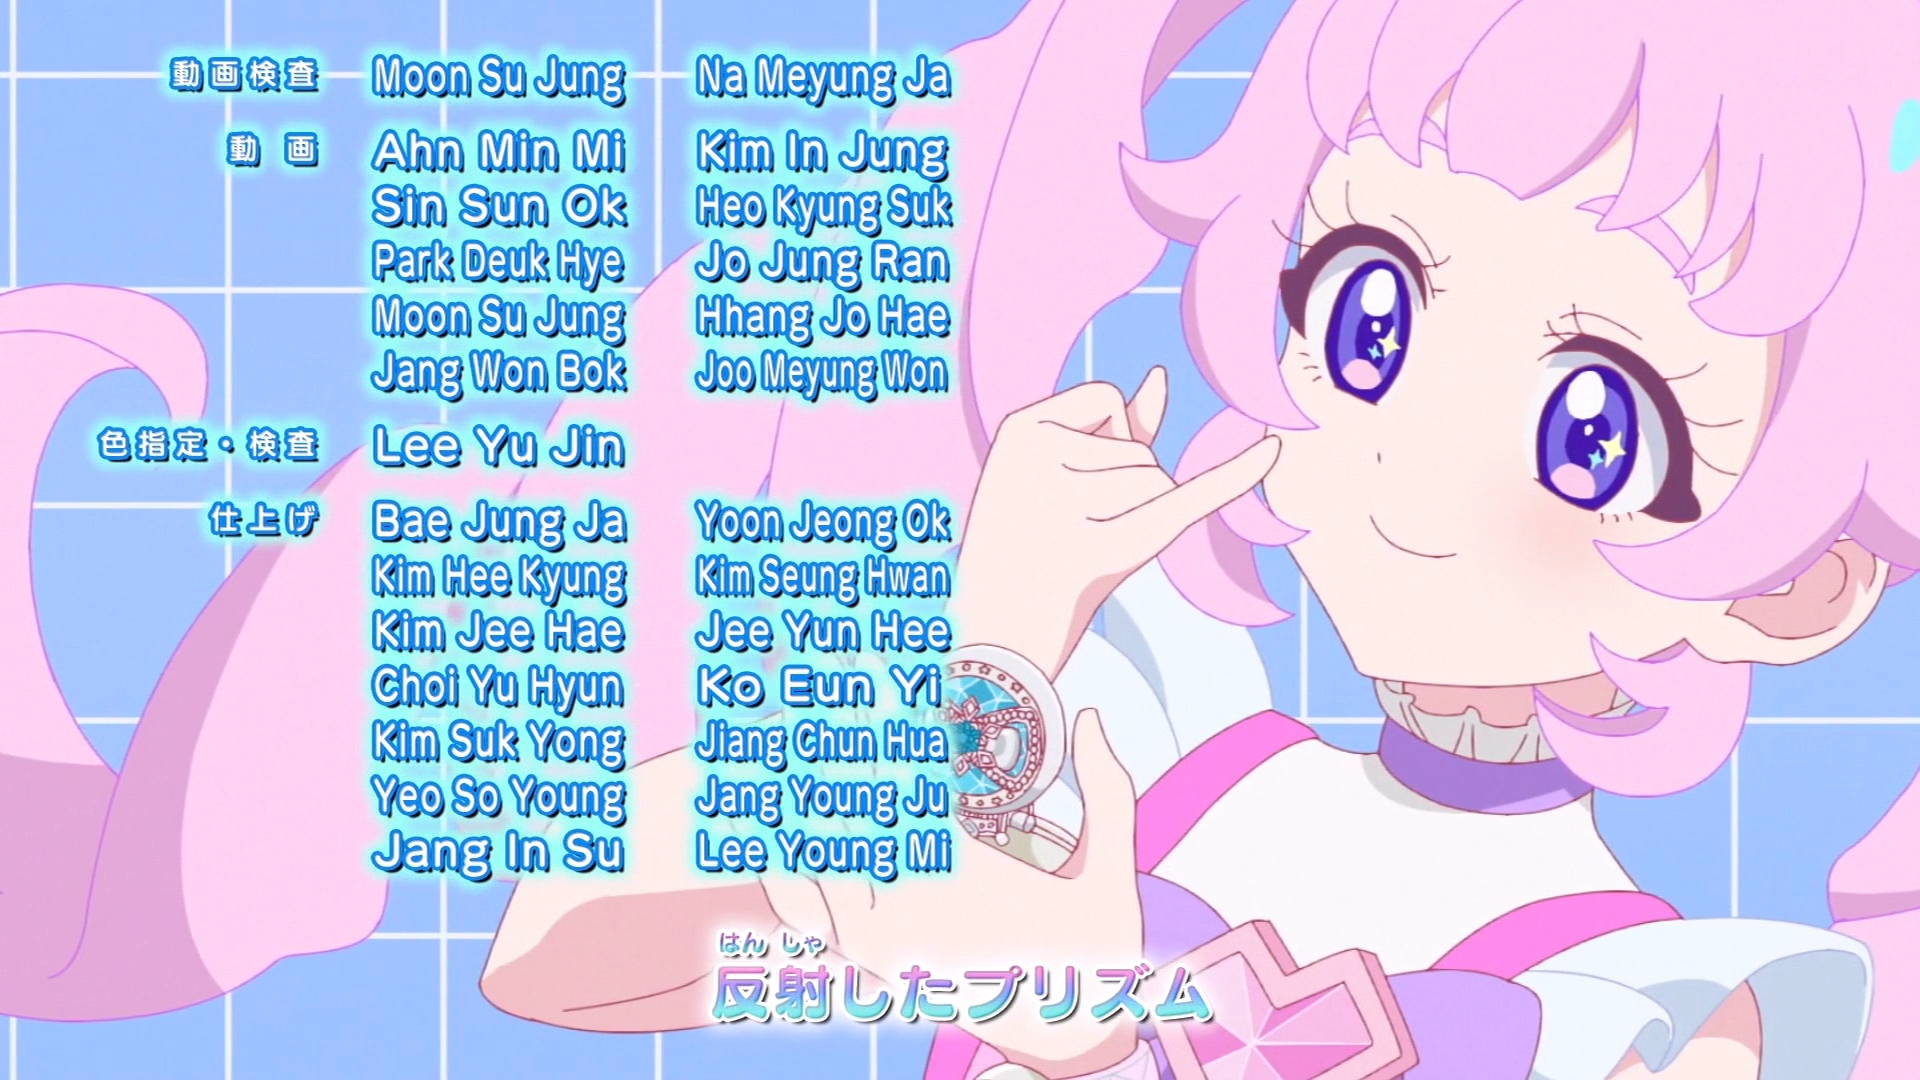 動画検査 Moon Su Jung Na Meyung Ja
動 画 Ahn Min Mi Kim In Jung
Sin Sun Ok Heo Kyung Suk
Park Deuk Hye Jo Jung Ran
Moon Su Jung Hhang Jo Hae
Jang Won Bok Joo Meyung Won
色指定・検査 Lee Yu Jin
仕上げ Bae Jung Ja Yoon Jeong Ok
Kim Hee Kyung Kim Seung Hwan
Kim Jee Hae Jee Yun Hee
Choi Yu Hyun Ko Eun Yi
Kim Suk Yong Jiang Chun Hua
Yeo So Young Jang Young Ju
Jang In Su Lee Young Mi
はん しゃ
反射したプリズム